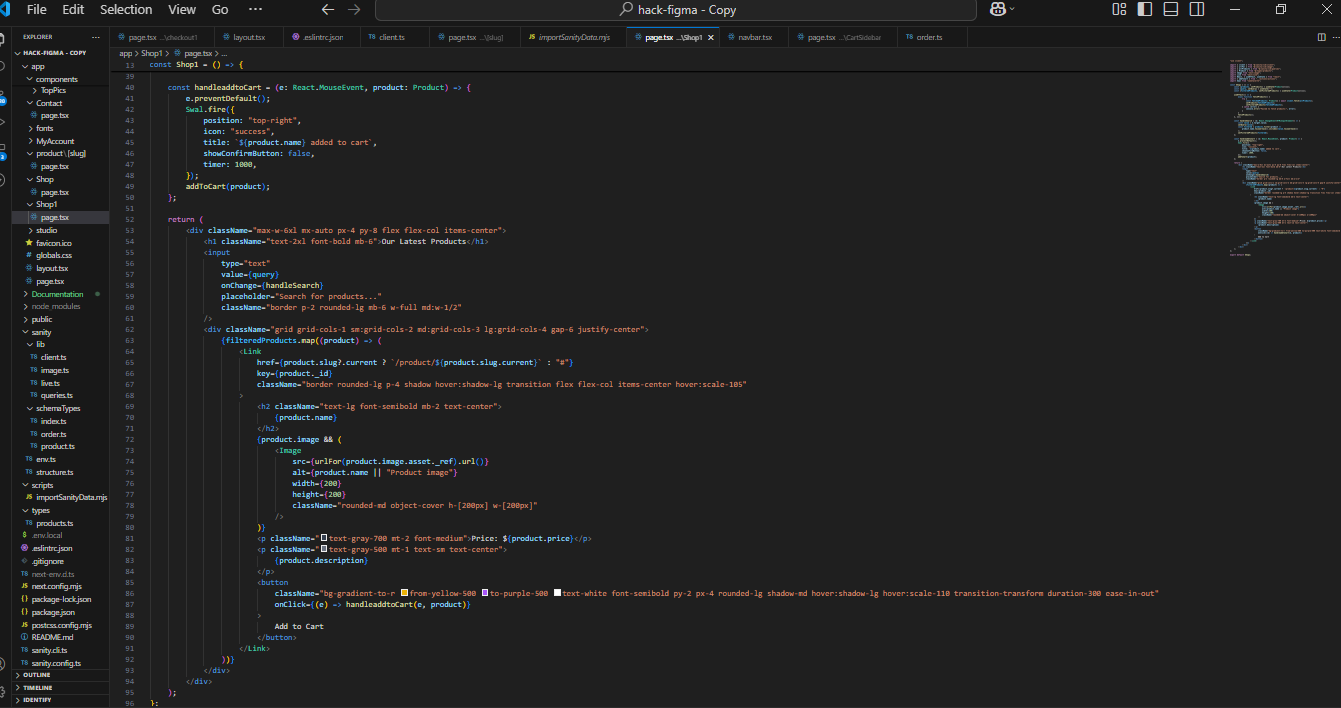 File Edit Selection View Go ··· hack-figma - Copy
EXPLORER ···
page.tsx ...\checkout1 layout.tsx .eslintrc.json client.ts page.tsx ...\[slug] importSanityData.mjs page.tsx ...\Shop1 navbar.tsx page.tsx ...\CartSidebar order.ts
HACK-FIGMA - COPY
app
components
TopPics
Contact
page.tsx
fonts
MyAccount
product\[slug]
page.tsx
Shop
page.tsx
Shop1
page.tsx
studio
favicon.ico
globals.css
layout.tsx
page.tsx
Documentation
node_modules
public
sanity
lib
client.ts
image.ts
live.ts
queries.ts
schemaTypes
index.ts
order.ts
product.ts
env.ts
structure.ts
scripts
importSanityData.mjs
types
products.ts
.env.local
.eslintrc.json
.gitignore
next-env.d.ts
next.config.mjs
package-lock.json
package.json
postcss.config.mjs
README.md
sanity.cli.ts
sanity.config.ts
OUTLINE
TIMELINE
IDENTIFY
app > Shop1 > page.tsx > ...
13 const Shop1 = () => {
39
40 const handleaddtoCart = (e: React.MouseEvent, product: Product) => {
41 e.preventDefault();
42 Swal.fire({
43 position: "top-right",
44 icon: "success",
45 title: `${product.name} added to cart`,
46 showConfirmButton: false,
47 timer: 1000,
48 });
49 addToCart(product);
50 };
51
52 return (
53 <div className="max-w-6xl mx-auto px-4 py-8 flex flex-col items-center">
54 <h1 className="text-2xl font-bold mb-6">Our Latest Products</h1>
55 <input
56 type="text"
57 value={query}
58 onChange={handleSearch}
59 placeholder="Search for products..."
60 className="border p-2 rounded-lg mb-6 w-full md:w-1/2"
61 />
62 <div className="grid grid-cols-1 sm:grid-cols-2 md:grid-cols-3 lg:grid-cols-4 gap-6 justify-center">
63 {filteredProducts.map((product) => (
64 <Link
65 href={product.slug?.current ? `/product/${product.slug.current}` : "#"}
66 key={product._id}
67 className="border rounded-lg p-4 shadow hover:shadow-lg transition flex flex-col items-center hover:scale-105"
68 >
69 <h2 className="text-lg font-semibold mb-2 text-center">
70 {product.name}
71 </h2>
72 {product.image && (
73 <Image
74 src={urlFor(product.image.asset._ref).url()}
75 alt={product.name || "Product image"}
76 width={200}
77 height={200}
78 className="rounded-md object-cover h-[200px] w-[200px]"
79 />
80 )}
81 <p className="text-gray-700 mt-2 font-medium">Price: ${product.price}</p>
82 <p className="text-gray-500 mt-1 text-sm text-center">
83 {product.description}
84 </p>
85 <button
86 className="bg-gradient-to-r from-yellow-500 to-purple-500 text-white font-semibold py-2 px-4 rounded-lg shadow-md hover:shadow-lg hover:scale-110 transition-transform duration-300 ease-in-out"
87 onClick={(e) => handleaddtoCart(e, product)}
88 >
89 Add to Cart
90 </button>
91 </Link>
92 ))}
93 </div>
94 </div>
95 );
96 };